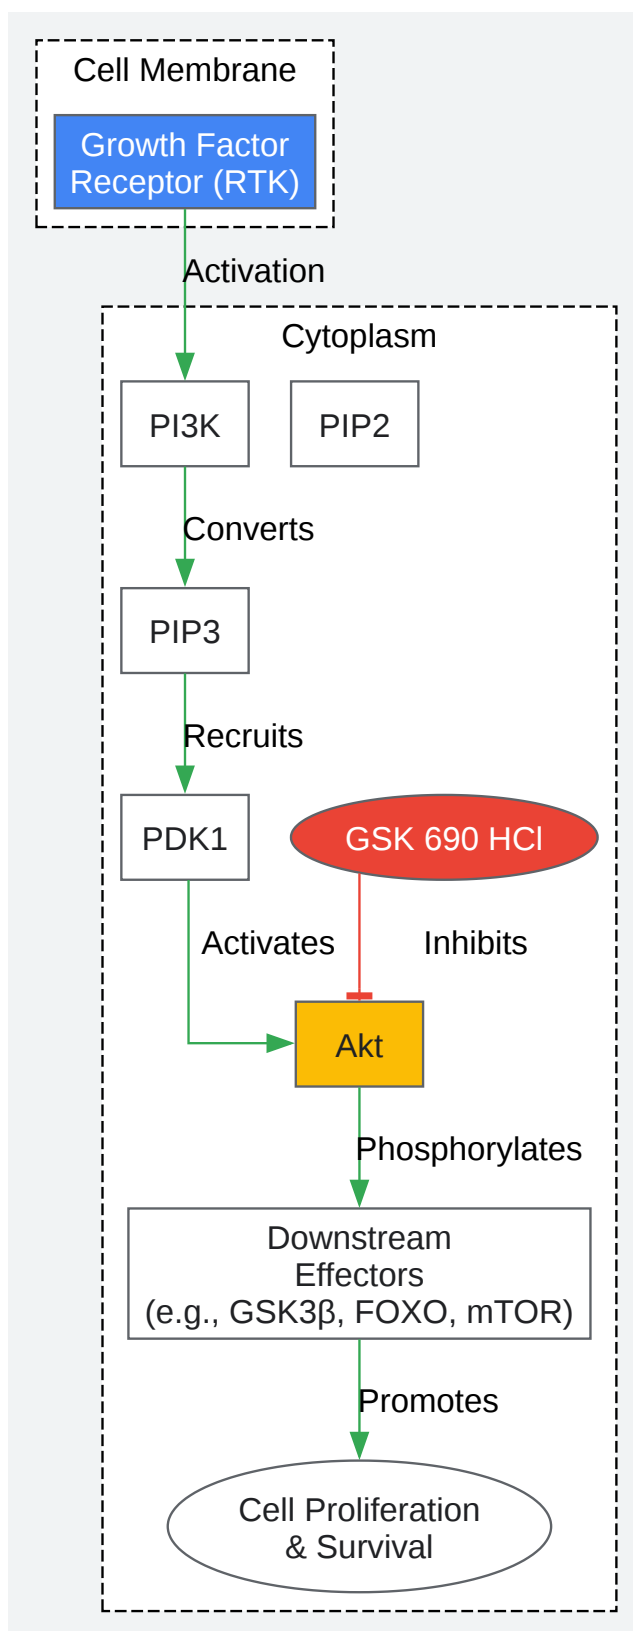 Cell Membrane
Growth Factor
Receptor (RTK)
Activation
Cytoplasm
PI3K
PIP2
Converts
PIP3
Recruits
PDK1
GSK 690 HCl
Activates
Inhibits
Akt
Phosphorylates
Downstream
Effectors
(e.g., GSK3β, FOXO, mTOR)
Promotes
Cell Proliferation
& Survival